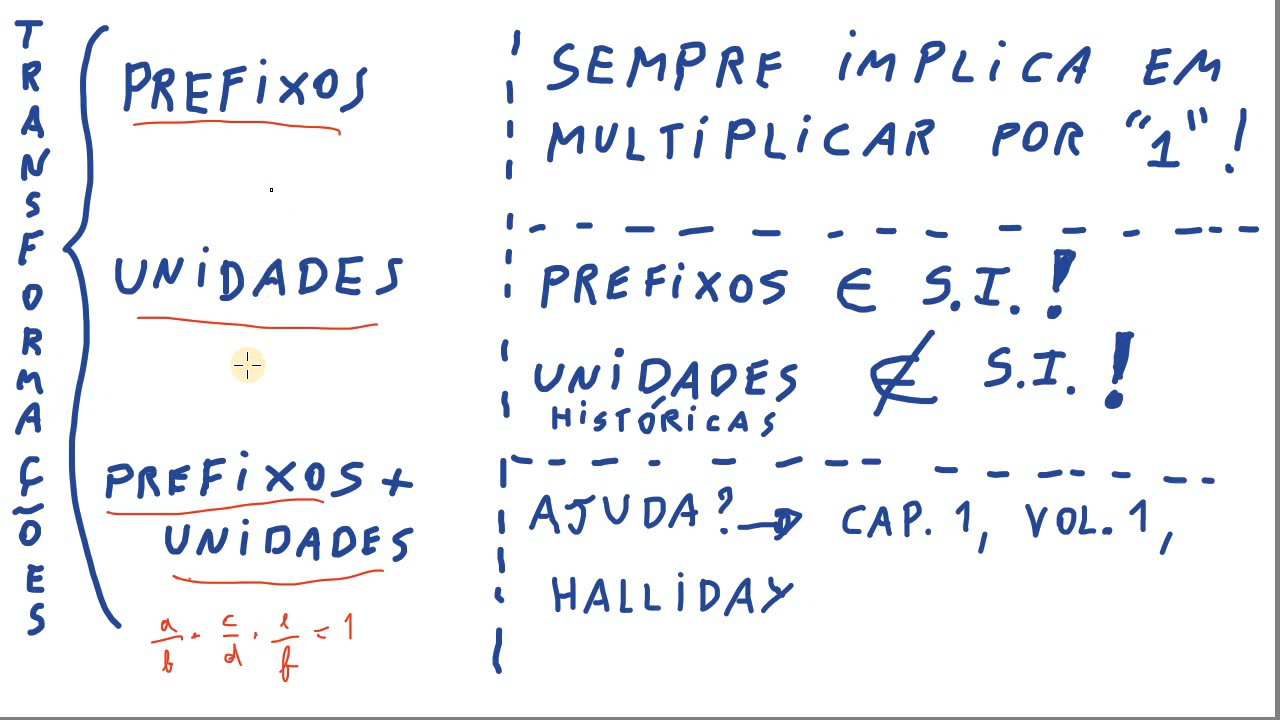 TRANSFORMAÇÕES
PREFiXOS
UNiDADES
PREFiXOS +
UNiDADES
a/b · c/d · e/f = 1
SEMPRE iMPLiCA EM
MULTiPLiCAR POR "1"!
PREFiXOS ∈ S.I.!
UNiDADES ∉ S.I.!
HiSTÓRiCAS
AJUDA? → CAP. 1, VOL. 1,
HALLiDAY